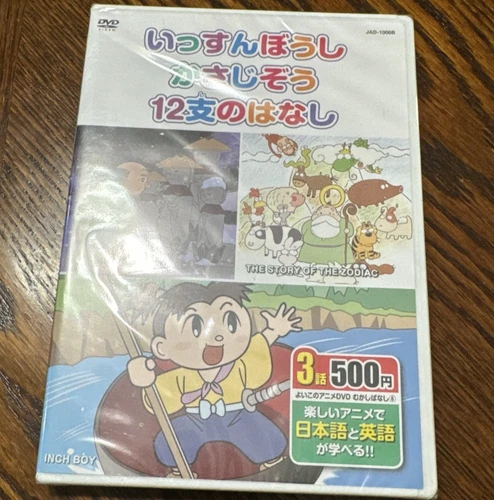 DVD
VIDEO
JAD-1006B
いっすんぼうし
かさじぞう
12支のはなし
THE STORY OF THE ZODIAC
3話 500円
よいこのアニメDVD むかしばなし⑥
楽しいアニメで
日本語と英語
が学べる!!
INCH BOY